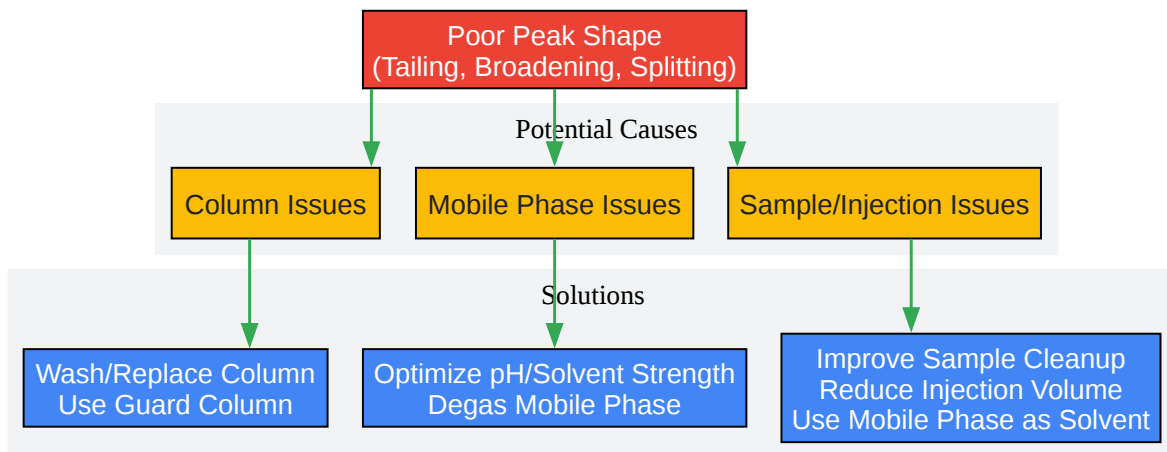 Poor Peak Shape
(Tailing, Broadening, Splitting)
Potential Causes
Column Issues
Mobile Phase Issues
Sample/Injection Issues
Solutions
Wash/Replace Column
Use Guard Column
Optimize pH/Solvent Strength
Degas Mobile Phase
Improve Sample Cleanup
Reduce Injection Volume
Use Mobile Phase as Solvent